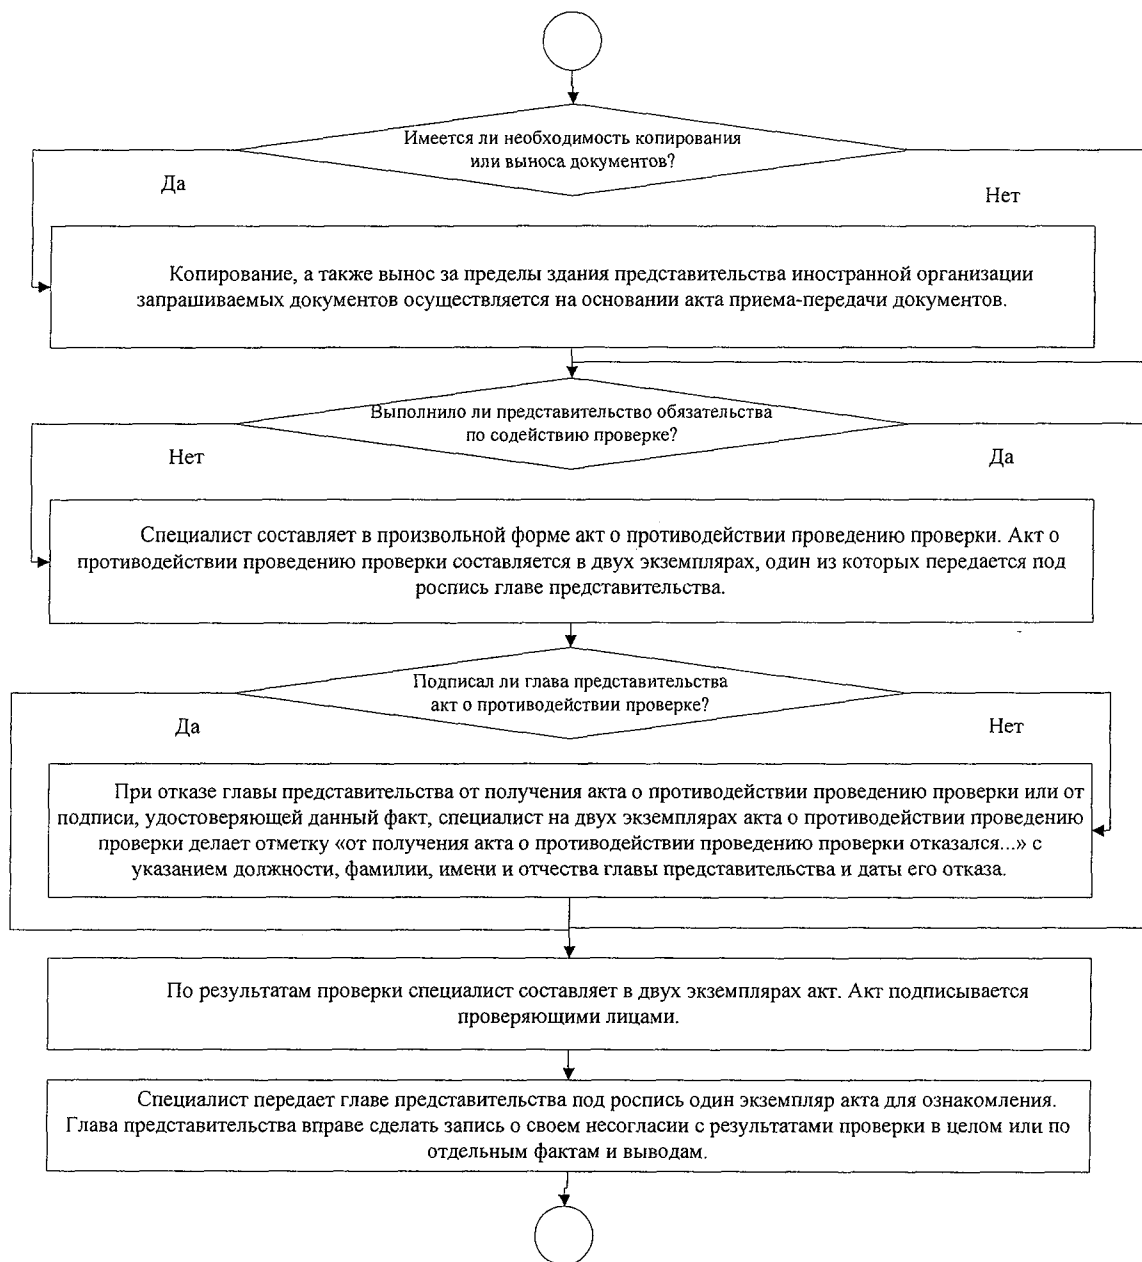 Имеется ли необходимость копирования
или выноса документов?
Да
Нет
Копирование, а также вынос за пределы здания представительства иностранной организации
запрашиваемых документов осуществляется на основании акта приема-передачи документов.
Выполнило ли представительство обязательства
по содействию проверке?
Нет
Да
Специалист составляет в произвольной форме акт о противодействии проведению проверки. Акт о
противодействии проведению проверки составляется в двух экземплярах, один из которых передается под
роспись главе представительства.
Подписал ли глава представительства
акт о противодействии проверке?
Да
Нет
При отказе главы представительства от получения акта о противодействии проведению проверки или от
подписи, удостоверяющей данный факт, специалист на двух экземплярах акта о противодействии проведению
проверки делает отметку «от получения акта о противодействии проведению проверки отказался...» с
указанием должности, фамилии, имени и отчества главы представительства и даты его отказа.
По результатам проверки специалист составляет в двух экземплярах акт. Акт подписывается
проверяющими лицами.
Специалист передает главе представительства под роспись один экземпляр акта для ознакомления.
Глава представительства вправе сделать запись о своем несогласии с результатами проверки в целом или по
отдельным фактам и выводам.